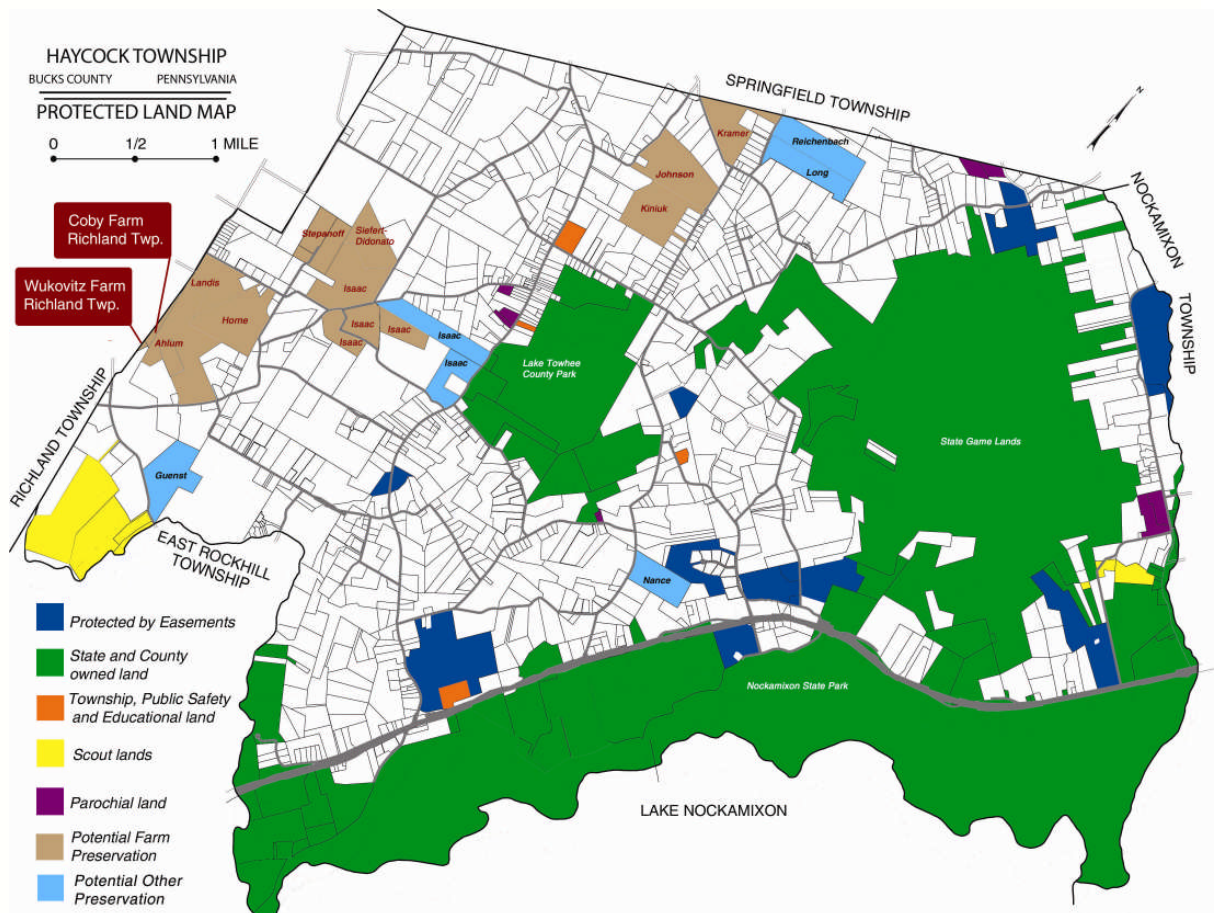 HAYCOCK TOWNSHIP
BUCKS COUNTY PENNSYLVANIA
PROTECTED LAND MAP
0 1/2 1 MILE
SPRINGFIELD TOWNSHIP
N
NOCKAMIXON
TOWNSHIP
Kramer
Reichenbach
Long
Johnson
Kiniuk
Coby Farm
Richland Twp.
Wukovitz Farm
Richland Twp.
Stepanoff
Siefert-
Didonato
Isaac
Landis
Horne
Ahlum
Isaac
Isaac
Isaac
Isaac
Isaac
Lake Towhee
County Park
State Game Lands
RICHLAND TOWNSHIP
Guenst
EAST ROCKHILL
TOWNSHIP
Nance
Nockamixon State Park
LAKE NOCKAMIXON
Protected by Easements
State and County
owned land
Township, Public Safety
and Educational land
Scout lands
Parochial land
Potential Farm
Preservation
Potential Other
Preservation